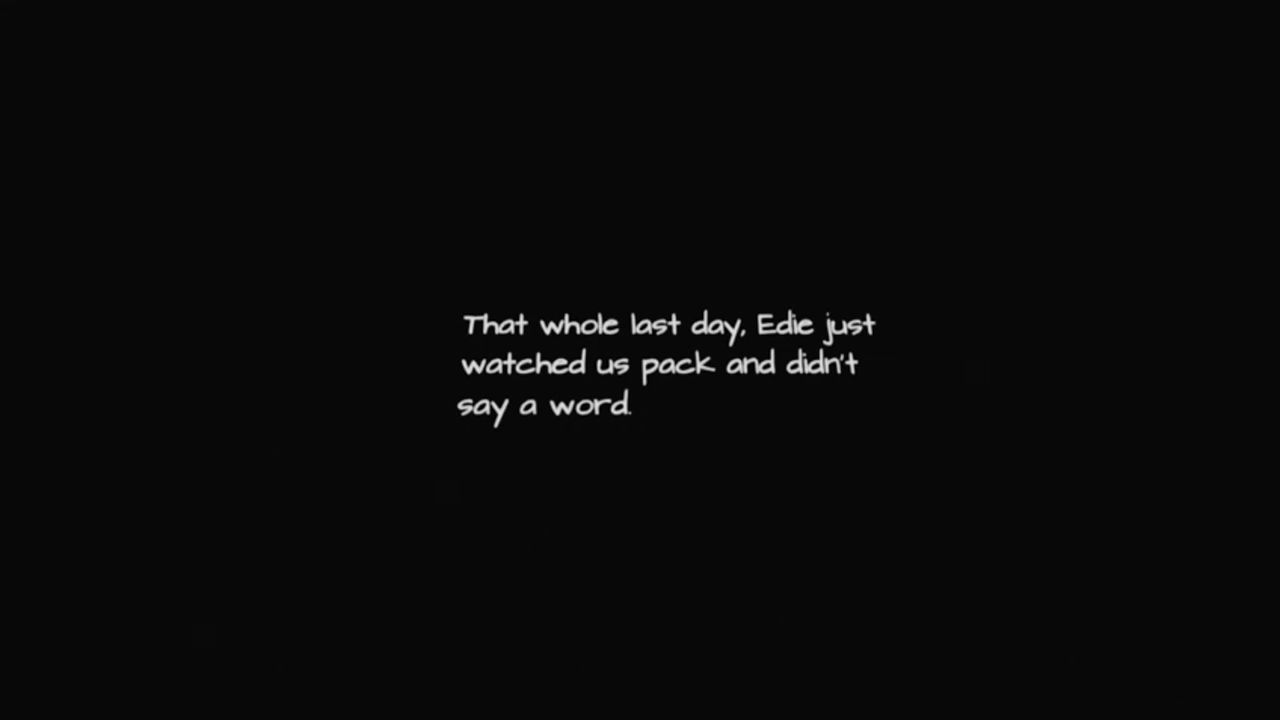 That whole last day, Edie just
watched us pack and didn't
say a word.